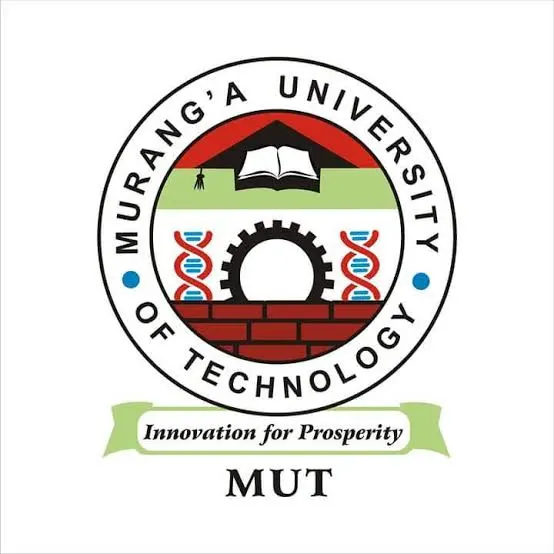 MURANG'A UNIVERSITY
OF TECHNOLOGY
Innovation for Prosperity
MUT